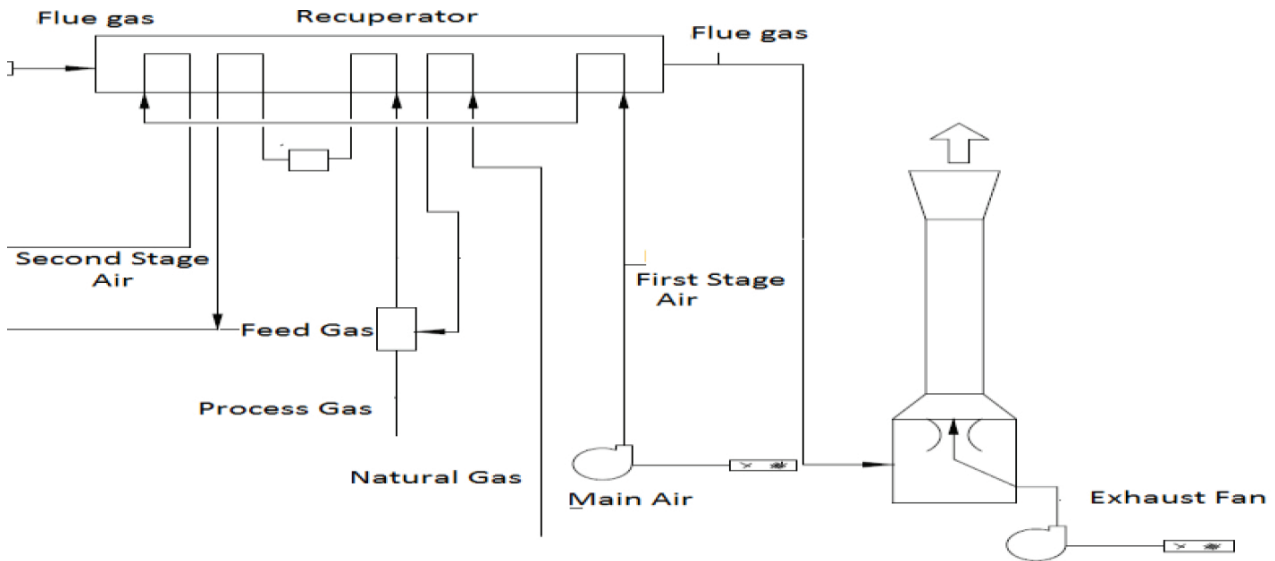 Flue gas
Recuperator
Flue gas
Second Stage
Air
First Stage
Air
Feed Gas
Process Gas
Natural Gas
Main Air
Exhaust Fan